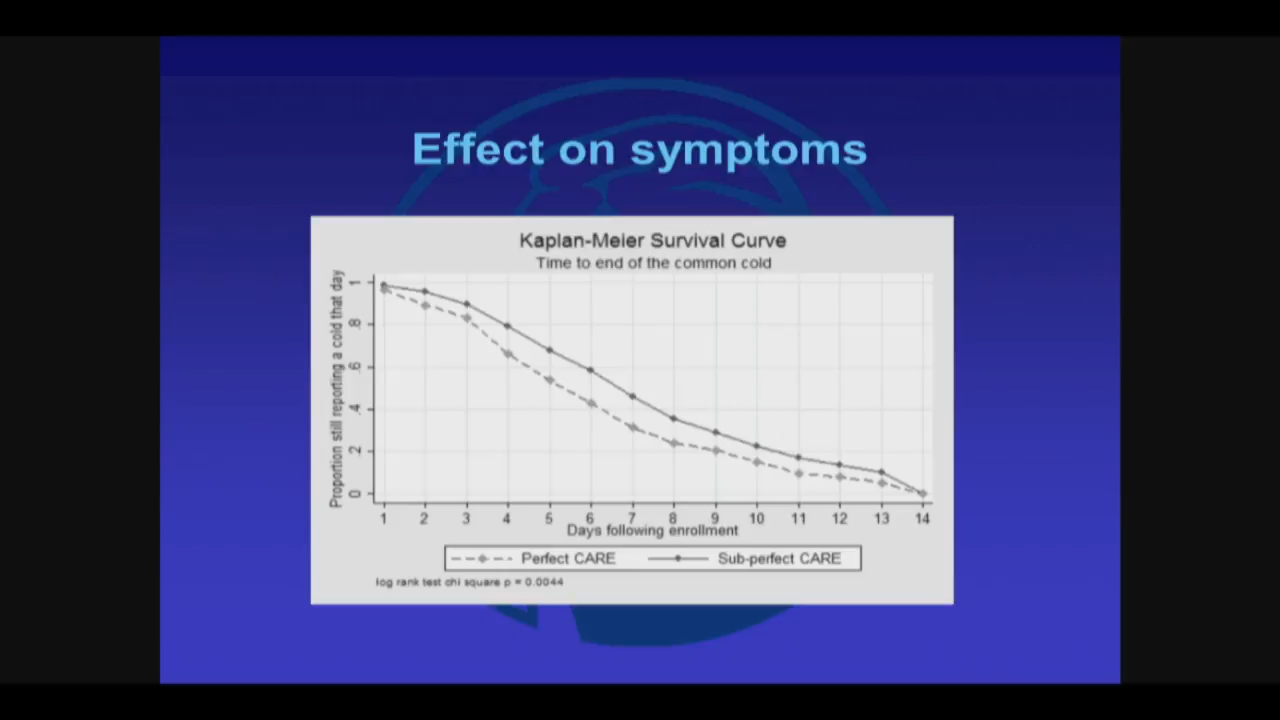 Effect on symptoms
Kaplan-Meier Survival Curve
Time to end of the common cold
Proportion still reporting a cold that day
1
.8
.6
.4
.2
0
1 2 3 4 5 6 7 8 9 10 11 12 13 14
Days following enrollment
Perfect CARE Sub-perfect CARE
log rank test chi square p = 0.0044